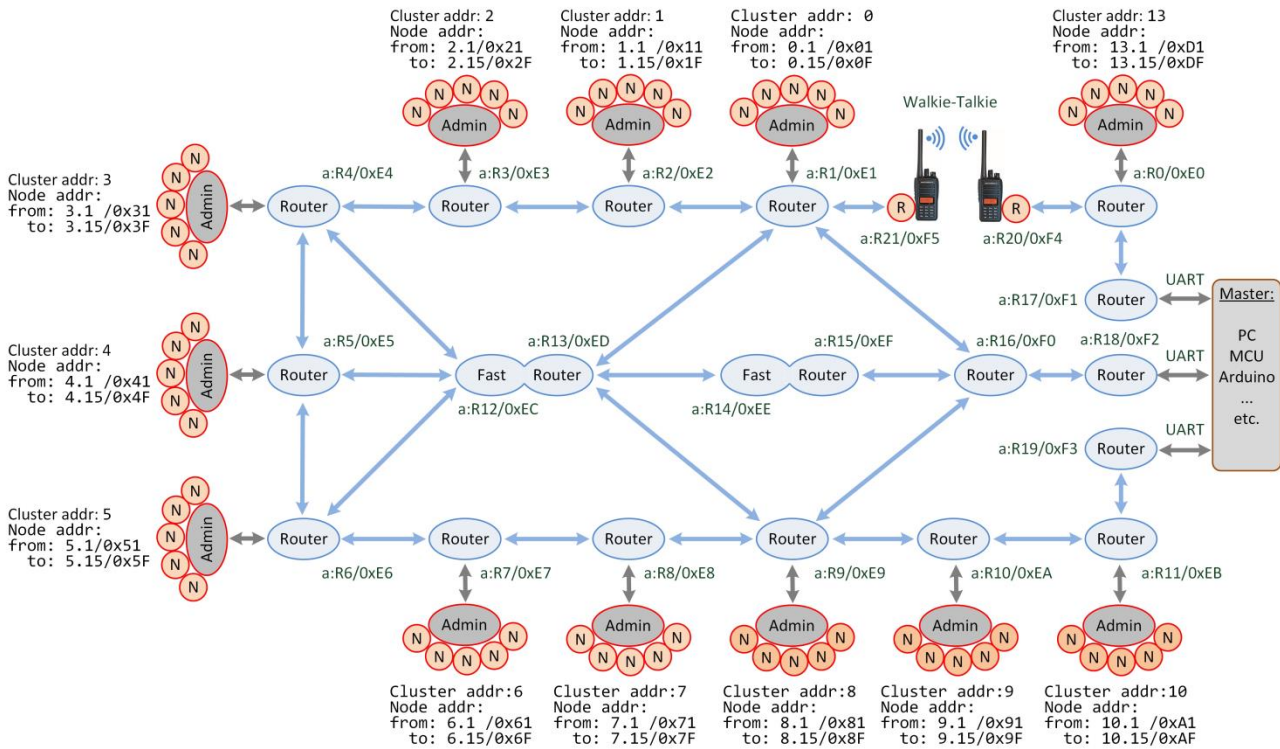 Cluster addr: 2
Node addr:
from: 2.1/0x21
to: 2.15/0x2F
Cluster addr: 1
Node addr:
from: 1.1 /0x11
to: 1.15/0x1F
Cluster addr: 0
Node addr:
from: 0.1 /0x01
to: 0.15/0x0F
Cluster addr: 13
Node addr:
from: 13.1 /0xD1
to: 13.15/0xDF
N N N N N
Admin
N N N N N
Admin
N N N N N
Admin
N N N N N
Admin
Walkie-Talkie
Cluster addr: 3
Node addr:
from: 3.1 /0x31
to: 3.15/0x3F
N N N N N
Admin
a:R4/0xE4
Router
a:R3/0xE3
Router
a:R2/0xE2
Router
a:R1/0xE1
Router
R
a:R21/0xF5
R
a:R20/0xF4
a:R0/0xE0
Router
a:R17/0xF1
Router
UART
Master:
PC
MCU
Arduino
...
etc.
Cluster addr: 4
Node addr:
from: 4.1 /0x41
to: 4.15/0x4F
N N N N N
Admin
a:R5/0xE5
Router
a:R13/0xED
Fast Router
a:R12/0xEC
a:R15/0xEF
Fast Router
a:R14/0xEE
a:R16/0xF0
Router
a:R18/0xF2
Router
UART
a:R19/0xF3
Router
UART
Cluster addr: 5
Node addr:
from: 5.1/0x51
to: 5.15/0x5F
N N N N N
Admin
Router
a:R6/0xE6
Router
a:R7/0xE7
Router
a:R8/0xE8
Router
a:R9/0xE9
Router
a:R10/0xEA
Router
a:R11/0xEB
Admin
N N N N N
Admin
N N N N N
Admin
N N N N N
Admin
N N N N N
Admin
N N N N N
Cluster addr:6
Node addr:
from: 6.1 /0x61
to: 6.15/0x6F
Cluster addr:7
Node addr:
from: 7.1 /0x71
to: 7.15/0x7F
Cluster addr:8
Node addr:
from: 8.1 /0x81
to: 8.15/0x8F
Cluster addr:9
Node addr:
from: 9.1 /0x91
to: 9.15/0x9F
Cluster addr:10
Node addr:
from: 10.1 /0xA1
to: 10.15/0xAF